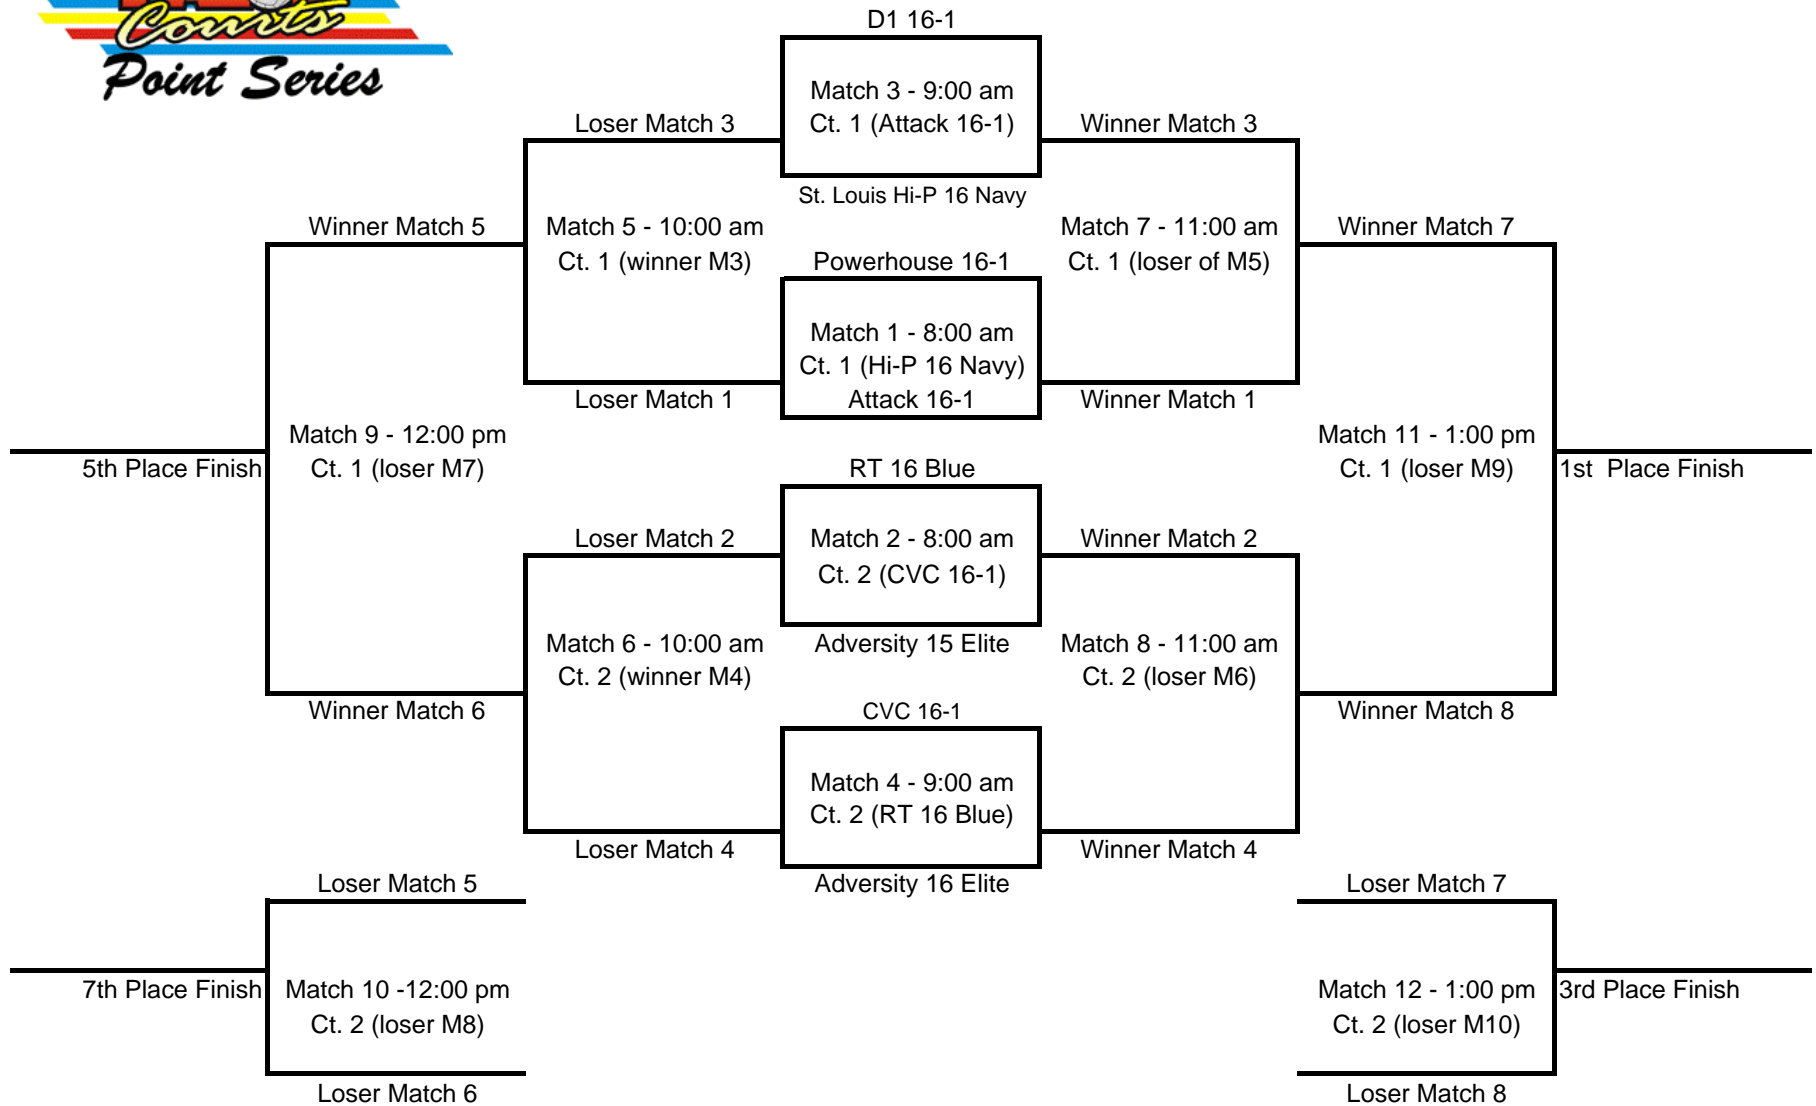 Courts
Point Series
D1 16-1
Match 3 - 9:00 am
Ct. 1 (Attack 16-1)
Loser Match 3
Winner Match 3
St. Louis Hi-P 16 Navy
Winner Match 5
Match 5 - 10:00 am
Ct. 1 (winner M3)
Match 7 - 11:00 am
Ct. 1 (loser of M5)
Winner Match 7
Powerhouse 16-1
Match 1 - 8:00 am
Ct. 1 (Hi-P 16 Navy)
Attack 16-1
Loser Match 1
Winner Match 1
Match 9 - 12:00 pm
Ct. 1 (loser M7)
Match 11 - 1:00 pm
Ct. 1 (loser M9)
5th Place Finish
1st  Place Finish
RT 16 Blue
Loser Match 2
Match 2 - 8:00 am
Ct. 2 (CVC 16-1)
Winner Match 2
Adversity 15 Elite
Match 6 - 10:00 am
Ct. 2 (winner M4)
Match 8 - 11:00 am
Ct. 2 (loser M6)
Winner Match 6
Winner Match 8
CVC 16-1
Match 4 - 9:00 am
Ct. 2 (RT 16 Blue)
Loser Match 4
Winner Match 4
Adversity 16 Elite
Loser Match 5
Loser Match 7
7th Place Finish
Match 10 -12:00 pm
Ct. 2 (loser M8)
Match 12 - 1:00 pm
Ct. 2 (loser M10)
3rd Place Finish
Loser Match 6
Loser Match 8